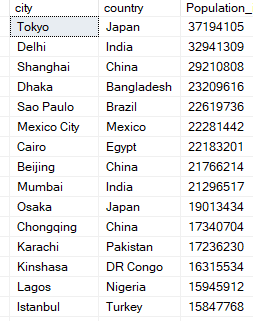 city country Population_
Tokyo Japan 37194105
Delhi India 32941309
Shanghai China 29210808
Dhaka Bangladesh 23209616
Sao Paulo Brazil 22619736
Mexico City Mexico 22281442
Cairo Egypt 22183201
Beijing China 21766214
Mumbai India 21296517
Osaka Japan 19013434
Chongqing China 17340704
Karachi Pakistan 17236230
Kinshasa DR Congo 16315534
Lagos Nigeria 15945912
Istanbul Turkey 15847768